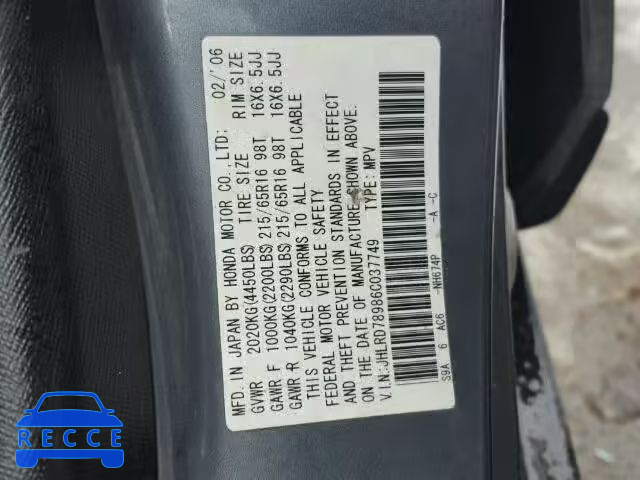 MFD. IN JAPAN BY HONDA MOTOR CO., LTD: 02/'06
GVWR 2020KG(4450LBS) TIRE SIZE RIM SIZE
GAWR F 1000KG(2200LBS) 215/65R16 98T 16X6.5JJ
GAWR R 1040KG(2290LBS) 215/65R16 98T 16X6.5JJ
THIS VEHICLE CONFORMS TO ALL APPLICABLE
FEDERAL MOTOR VEHICLE SAFETY
AND THEFT PREVENTION STANDARDS IN EFFECT
ON THE DATE OF MANUFACTURE SHOWN ABOVE.
V.I.N:JHLRD78986C037749 TYPE: MPV
S9A 6 AC6 -NH674P -A -C
RECCE